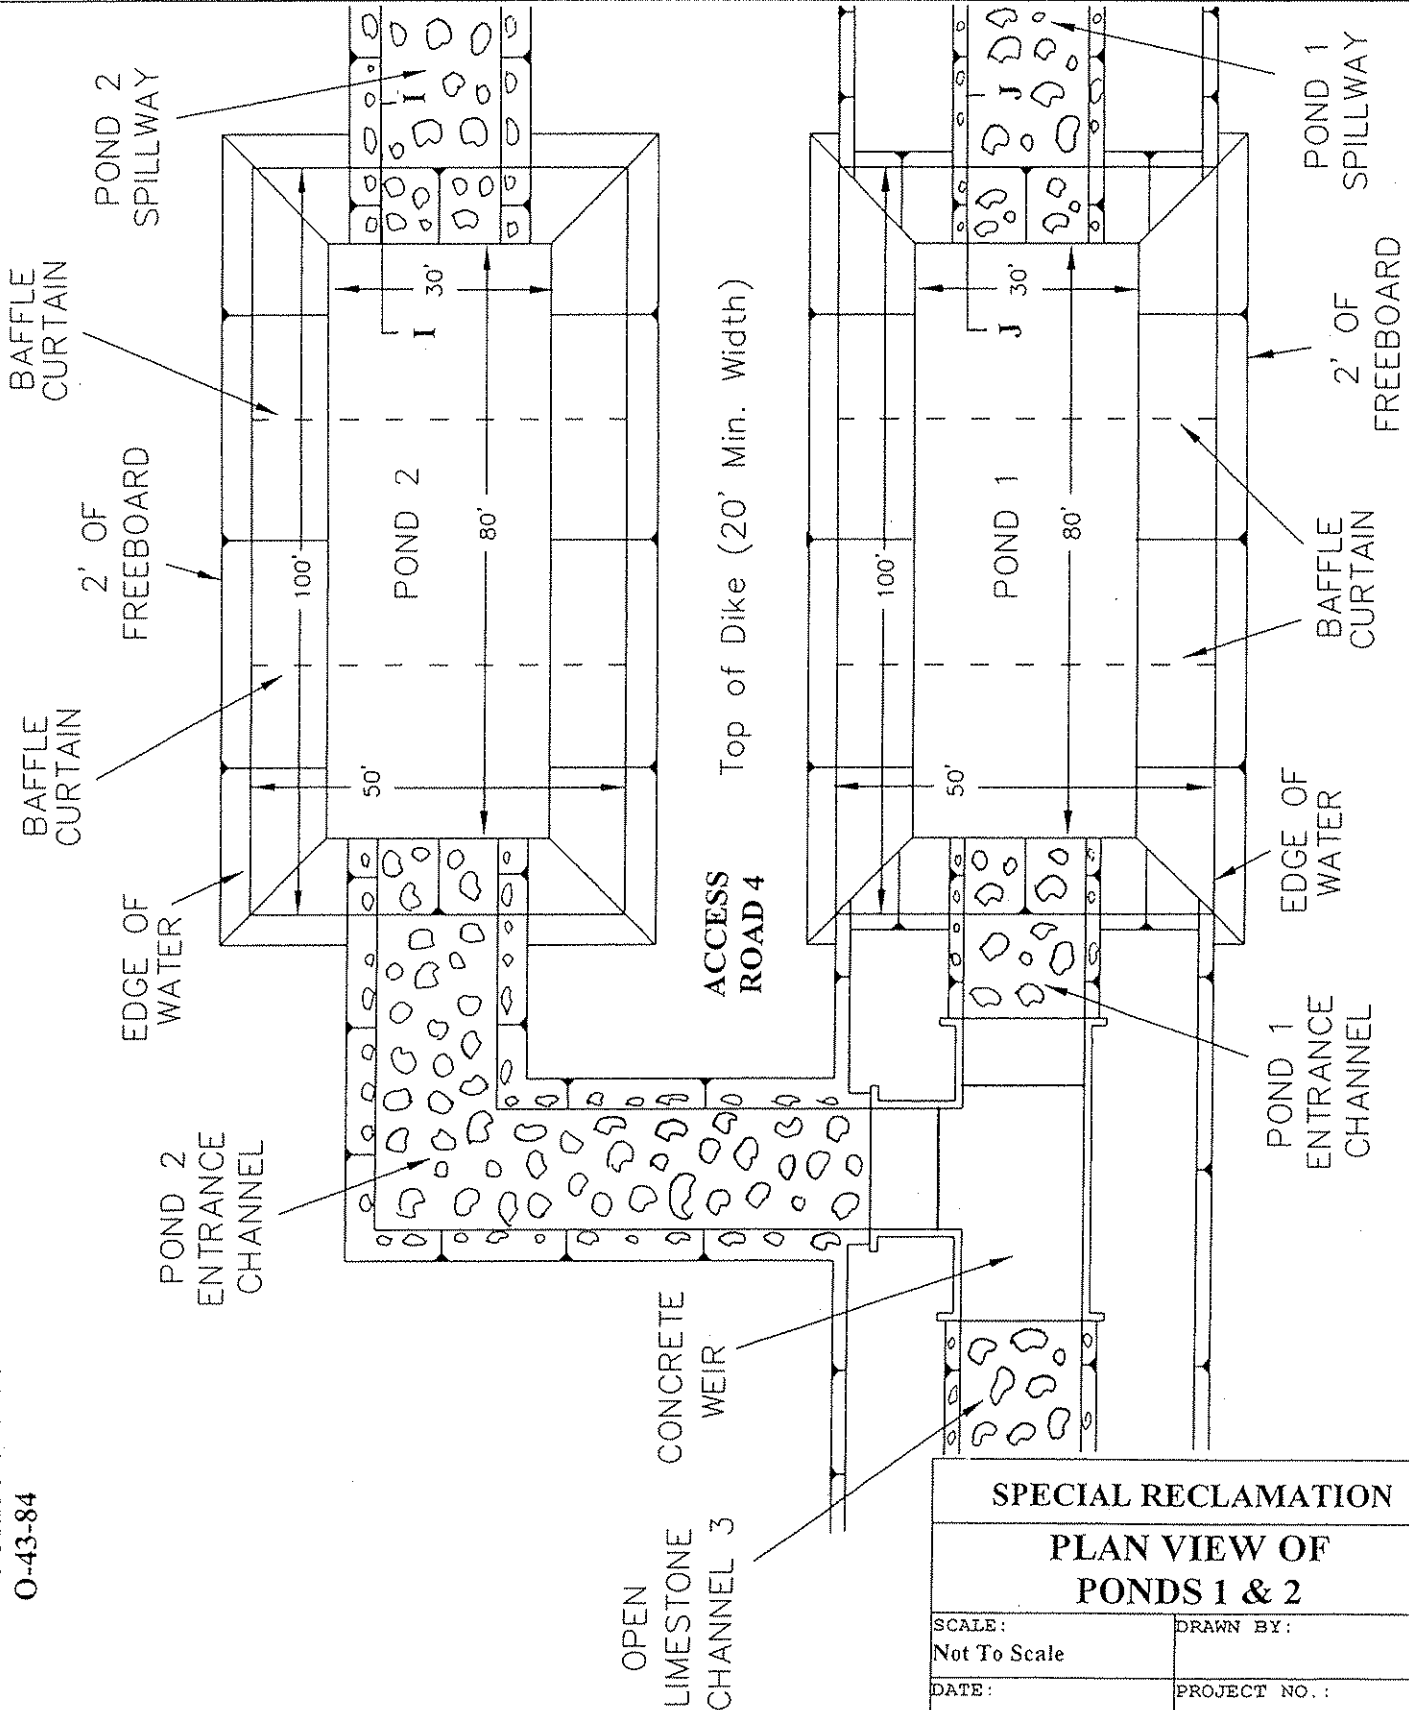 POND 2
SPILLWAY
POND 1
SPILLWAY
BAFFLE
CURTAIN
2' OF
FREEBOARD
BAFFLE
CURTAIN
EDGE OF
WATER
I
I
30'
100'
POND 2
80'
50'
Top of Dike (20' Min. Width)
ACCESS
ROAD 4
J
J
30'
100'
POND 1
80'
50'
2' OF
FREEBOARD
BAFFLE
CURTAIN
EDGE OF
WATER
POND 1
ENTRANCE
CHANNEL
POND 2
ENTRANCE
CHANNEL
CONCRETE
WEIR
OPEN
LIMESTONE
CHANNEL 3
O-43-84
SPECIAL RECLAMATION
PLAN VIEW OF
PONDS 1 & 2
SCALE:
Not To Scale
DRAWN BY:
DATE:
PROJECT NO.: